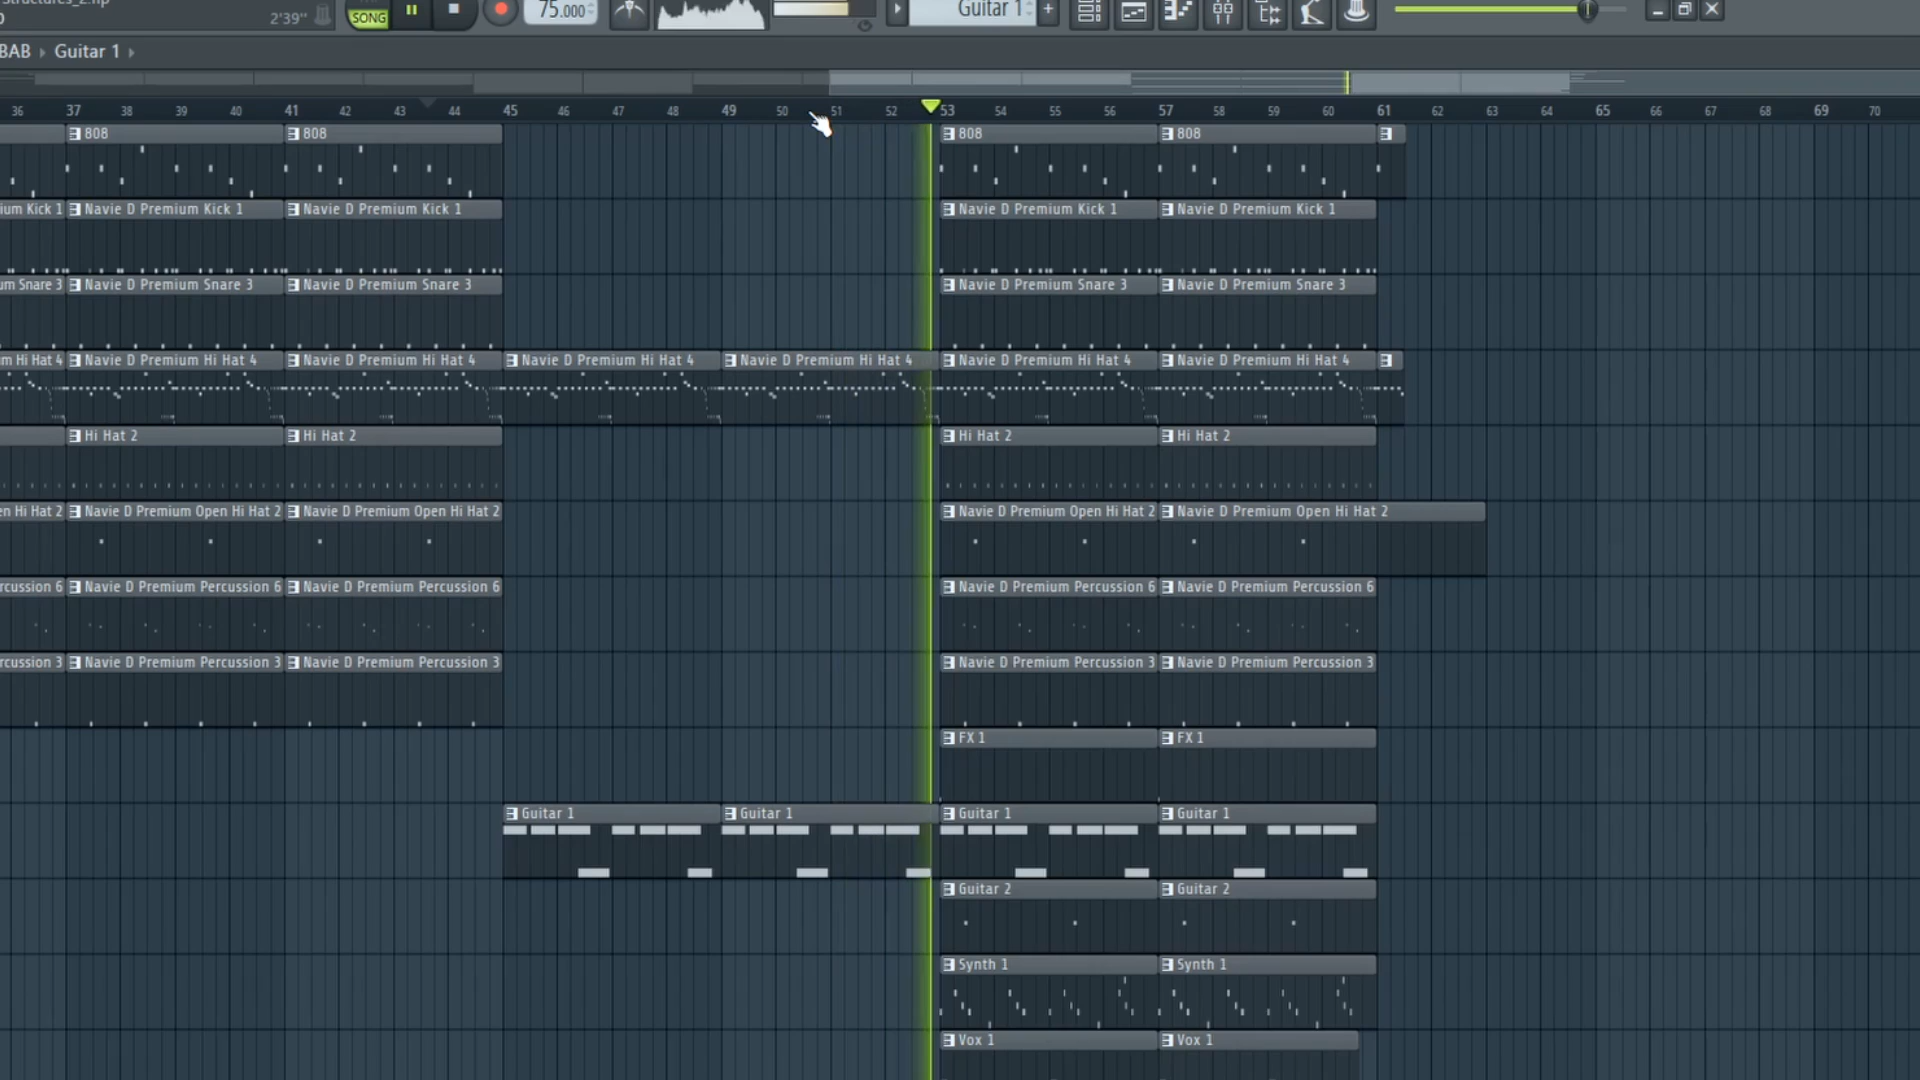 Structures_2.flp
2'39"
SONG
75.000
Guitar 1
BAB › Guitar 1 ›
36 37 38 39 40 41 42 43 44 45 46 47 48 49 50 51 52 53 54 55 56 57 58 59 60 61 62 63 64 65 66 67 68 69 70
808 808 808 808
ium Kick 1 Navie D Premium Kick 1 Navie D Premium Kick 1 Navie D Premium Kick 1 Navie D Premium Kick 1
um Snare 3 Navie D Premium Snare 3 Navie D Premium Snare 3 Navie D Premium Snare 3 Navie D Premium Snare 3
m Hi Hat 4 Navie D Premium Hi Hat 4 Navie D Premium Hi Hat 4 Navie D Premium Hi Hat 4 Navie D Premium Hi Hat 4 Navie D Premium Hi Hat 4 Navie D Premium Hi Hat 4
Hi Hat 2 Hi Hat 2 Hi Hat 2 Hi Hat 2
en Hi Hat 2 Navie D Premium Open Hi Hat 2 Navie D Premium Open Hi Hat 2 Navie D Premium Open Hi Hat 2 Navie D Premium Open Hi Hat 2
rcussion 6 Navie D Premium Percussion 6 Navie D Premium Percussion 6 Navie D Premium Percussion 6 Navie D Premium Percussion 6
rcussion 3 Navie D Premium Percussion 3 Navie D Premium Percussion 3 Navie D Premium Percussion 3 Navie D Premium Percussion 3
FX 1 FX 1
Guitar 1 Guitar 1 Guitar 1 Guitar 1
Guitar 2 Guitar 2
Synth 1 Synth 1
Vox 1 Vox 1